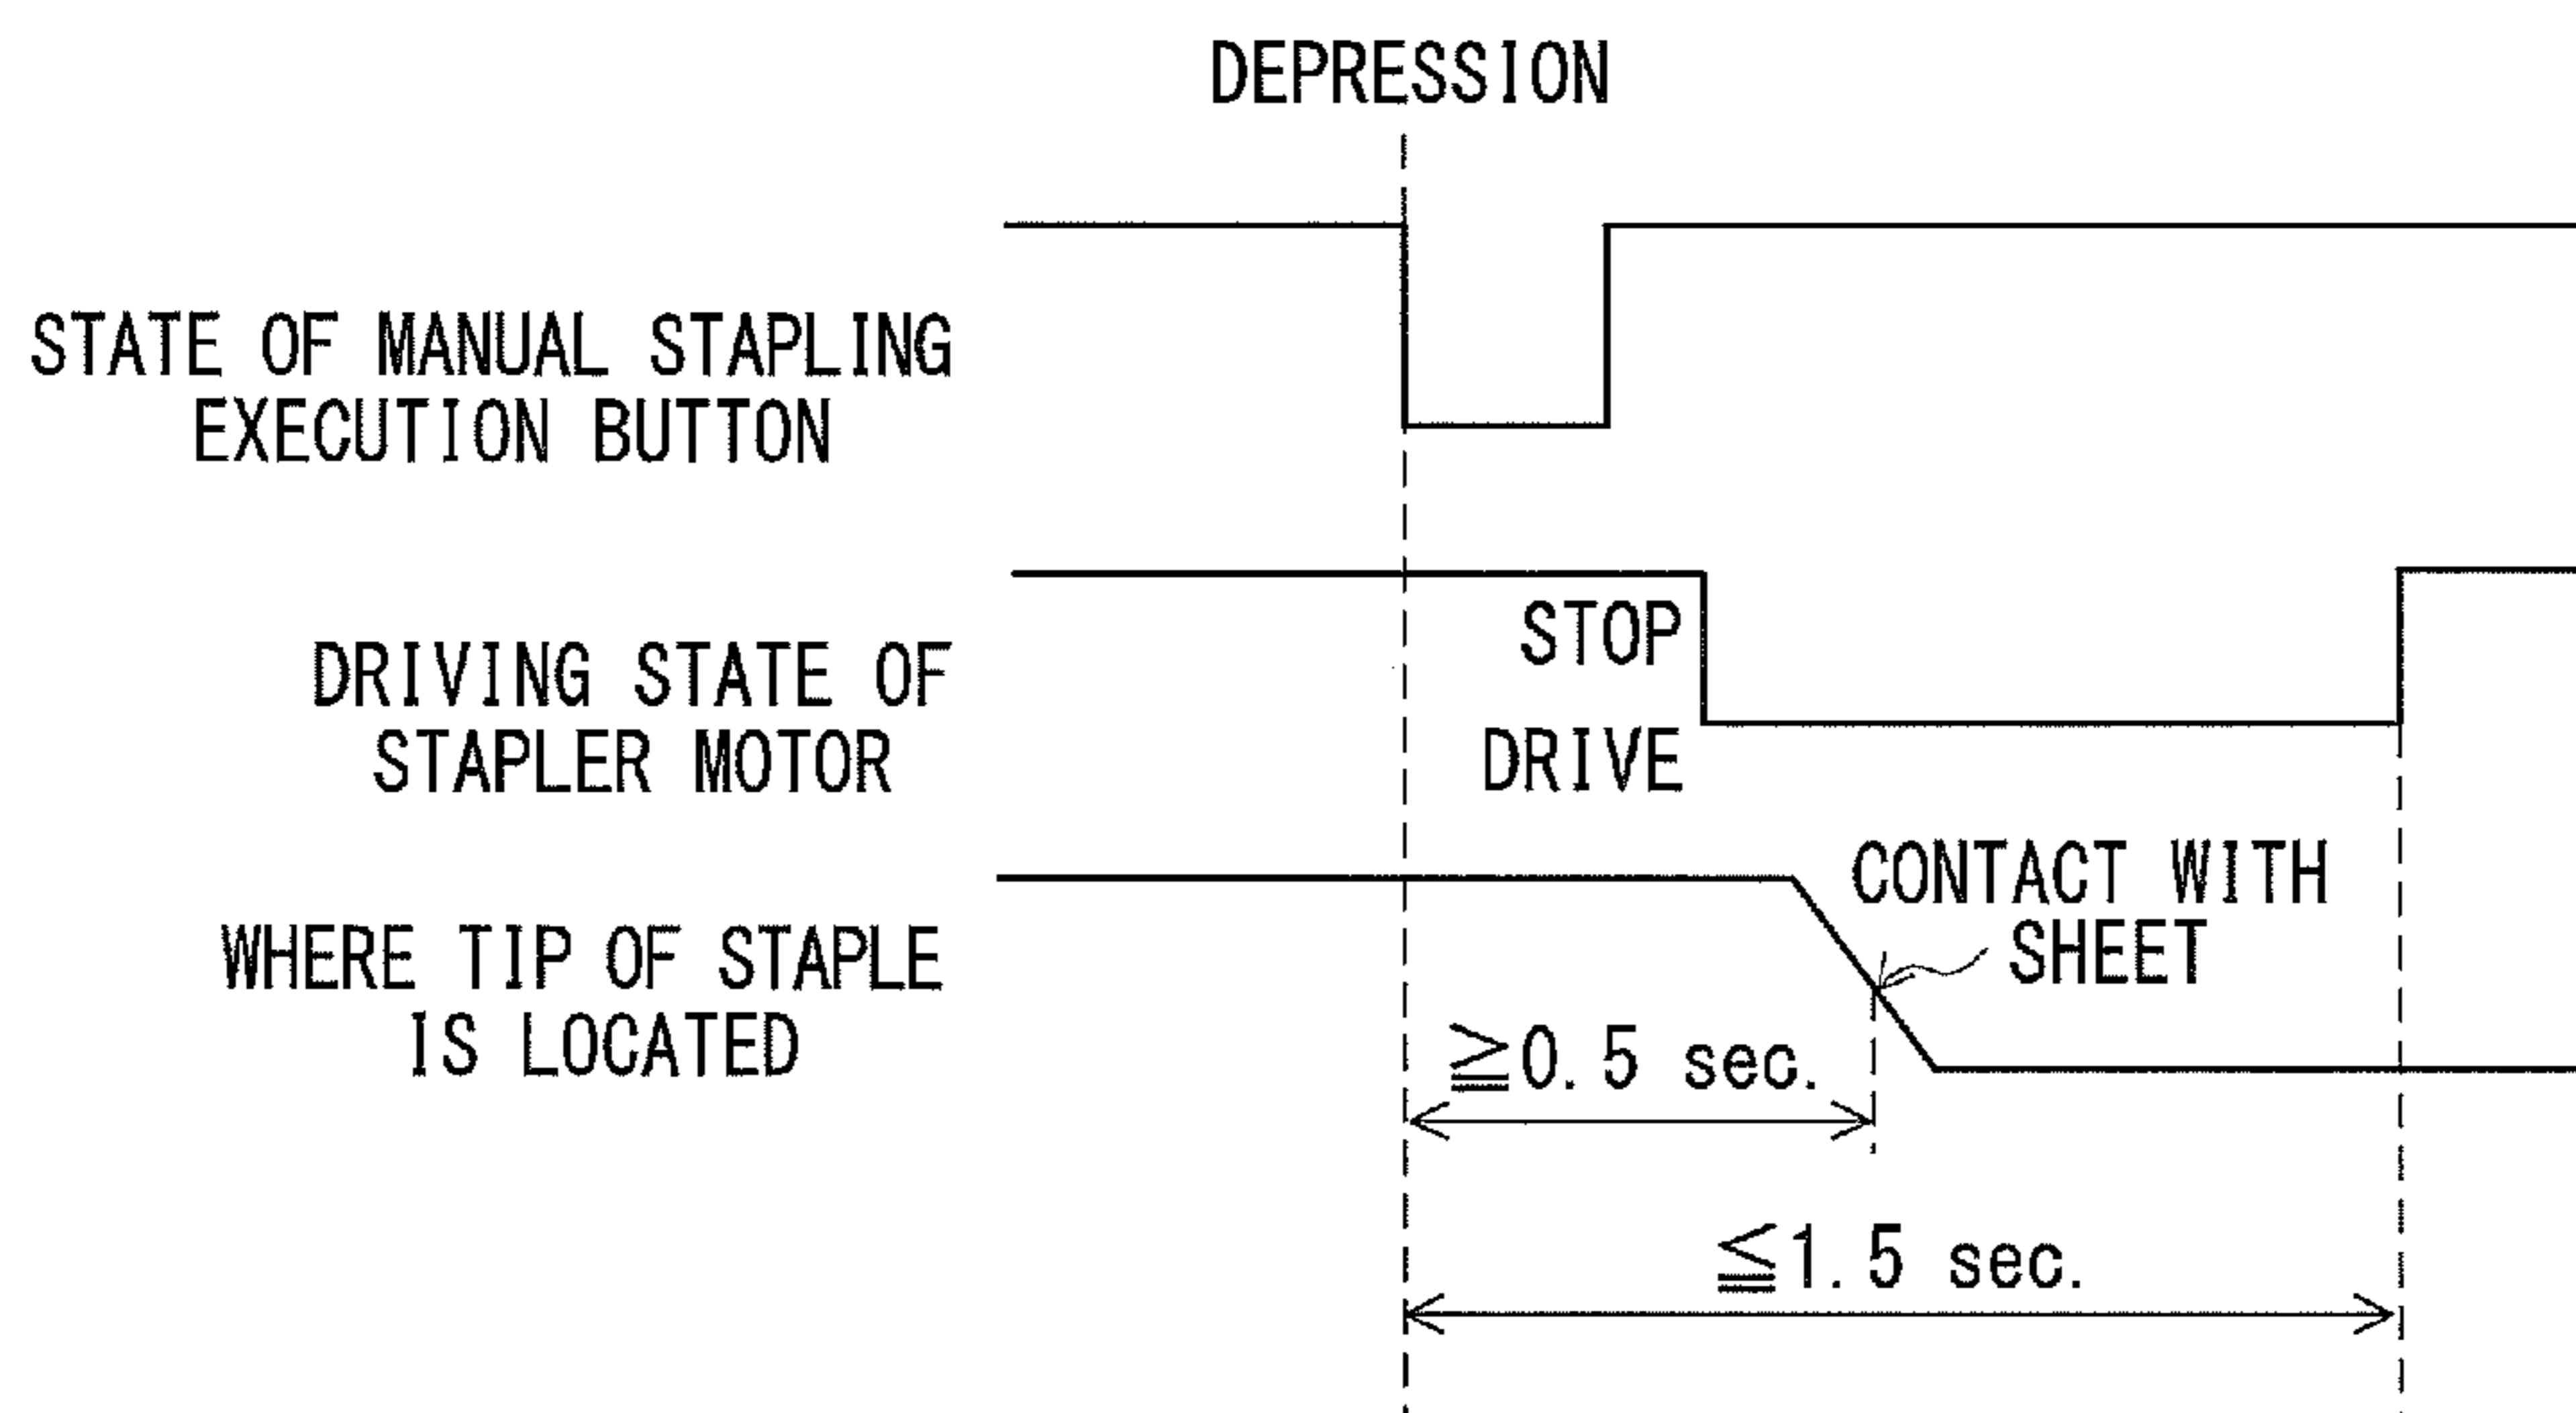 DEPRESSION
STATE OF MANUAL STAPLING
EXECUTION BUTTON
STOP
DRIVING STATE OF
STAPLER MOTOR
DRIVE
CONTACT WITH
SHEET
WHERE TIP OF STAPLE
IS LOCATED
≧0.5 sec.
≦1.5 sec.